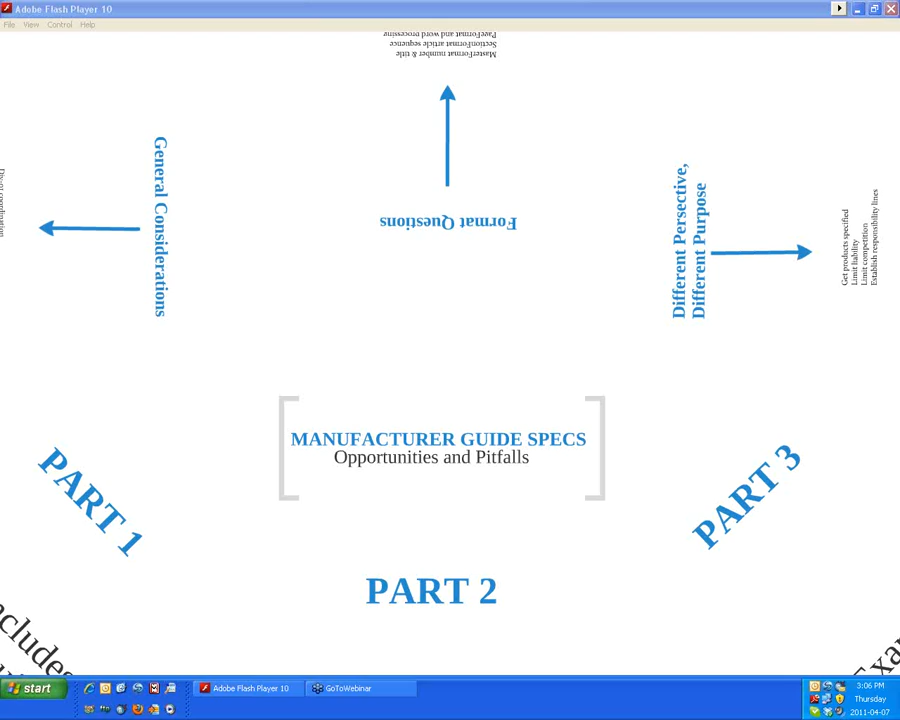 Adobe Flash Player 10
File View Control Help
PageFormat and word processing
SectionFormat article sequence
MasterFormat number & title
General Considerations
Format Questions
Different Persective,
Different Purpose
Get products specified
Limit liability
Limit competition
Establish responsibility lines
MANUFACTURER GUIDE SPECS
Opportunities and Pitfalls
PART 1
PART 2
PART 3
start
Adobe Flash Player 10
GoToWebinar
3:06 PM
Thursday
2011-04-07